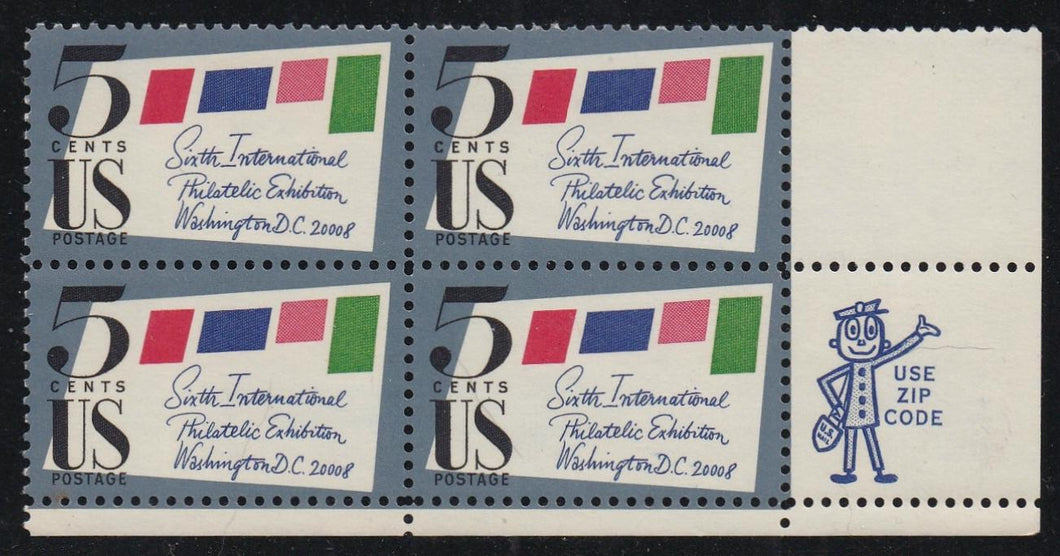 5
CENTS
US
POSTAGE
Sixth International
Philatelic Exhibition
Washington D.C. 20008
5
CENTS
US
POSTAGE
Sixth International
Philatelic Exhibition
Washington D.C. 20008
5
CENTS
US
POSTAGE
Sixth International
Philatelic Exhibition
Washington D.C. 20008
5
CENTS
US
POSTAGE
Sixth International
Philatelic Exhibition
Washington D.C. 20008
USE
ZIP
CODE